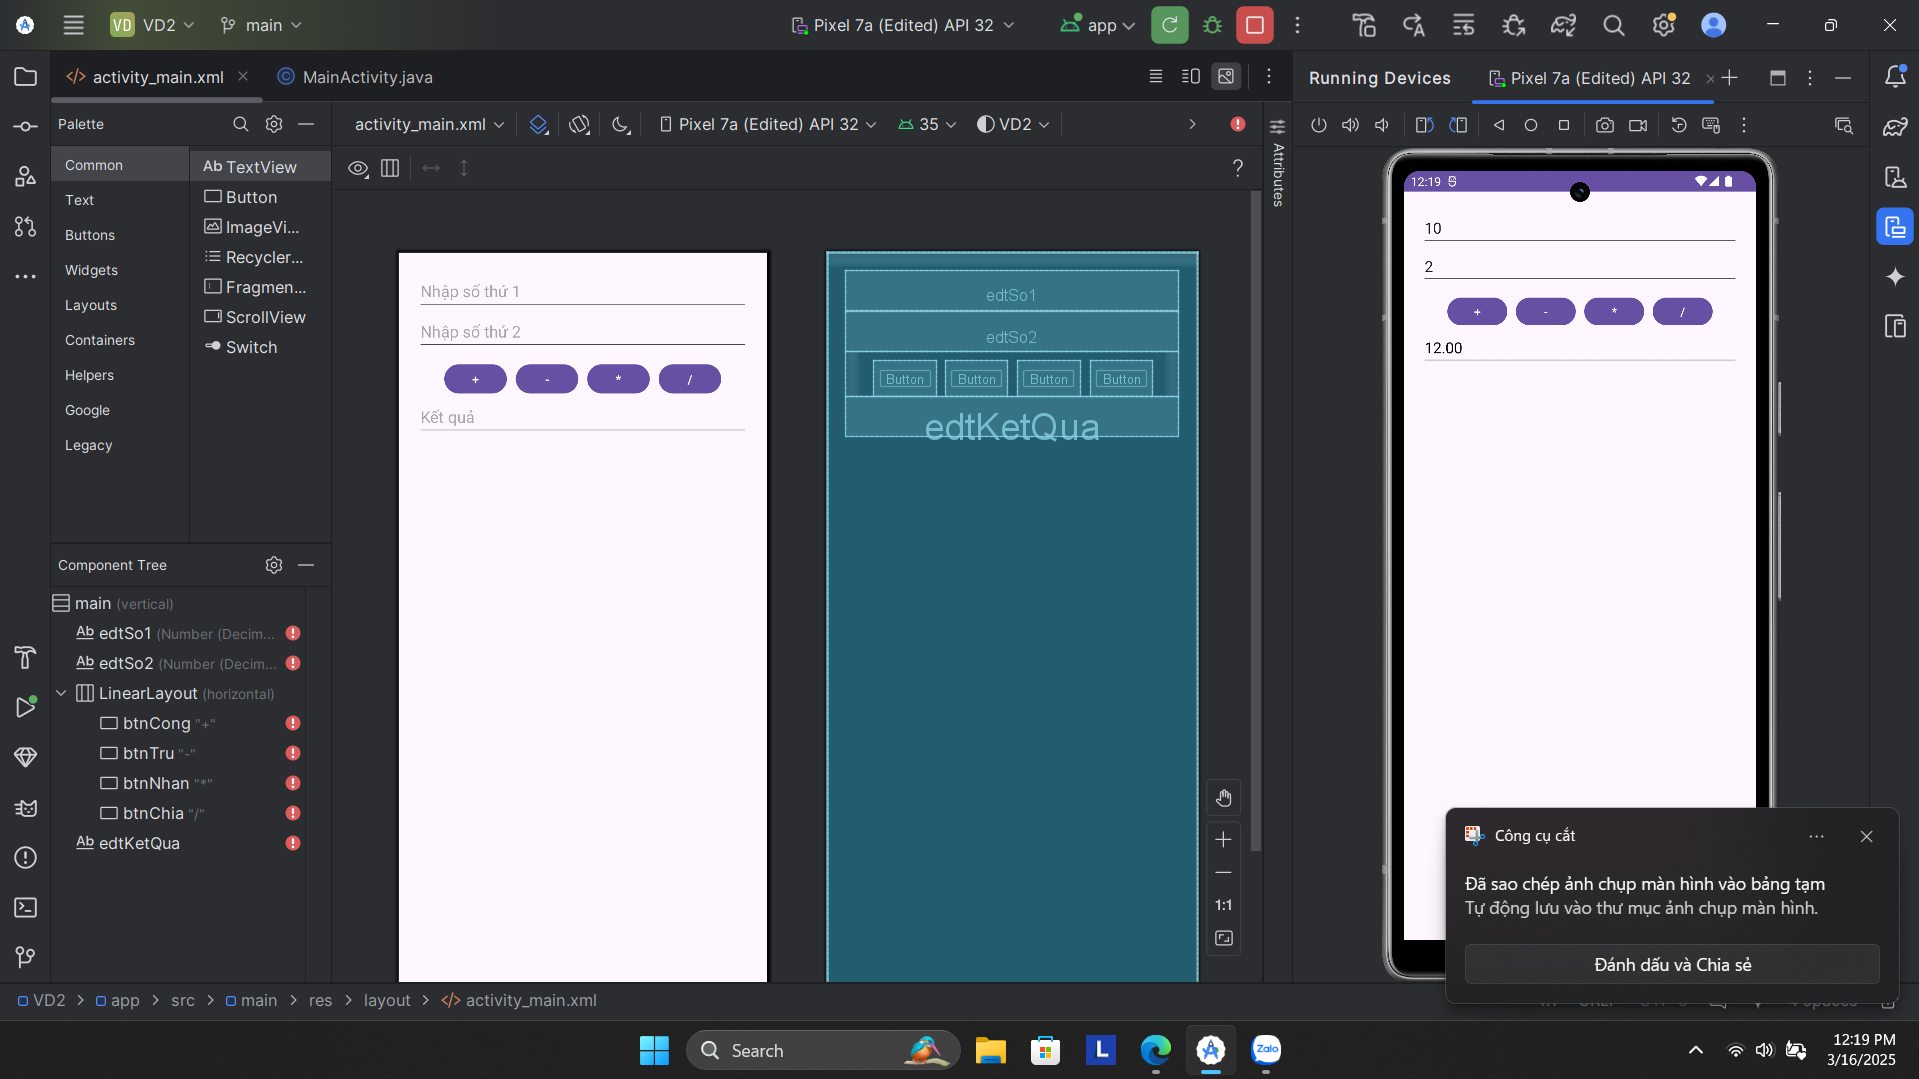 VD VD2 main
Pixel 7a (Edited) API 32
app
activity_main.xml
MainActivity.java
Running Devices
Pixel 7a (Edited) API 32
Palette
activity_main.xml
Pixel 7a (Edited) API 32
35
VD2
Common
Text
Buttons
Widgets
Layouts
Containers
Helpers
Google
Legacy
Ab TextView
Button
ImageVi...
Recycler...
Fragmen...
ScrollView
Switch
?
Attributes
Nhập số thứ 1
Nhập số thứ 2
+ - * /
Kết quả
edtSo1
edtSo2
Button Button Button Button
edtKetQua
12:19
10
2
+ - * /
12.00
Component Tree
main (vertical)
Ab edtSo1 (Number (Decim...
Ab edtSo2 (Number (Decim...
LinearLayout (horizontal)
btnCong "+"
btnTru "-"
btnNhan "*"
btnChia "/"
Ab edtKetQua
1:1
Công cụ cắt
Đã sao chép ảnh chụp màn hình vào bảng tạm
Tự động lưu vào thư mục ảnh chụp màn hình.
Đánh dấu và Chia sẻ
VD2 > app > src > main > res > layout > activity_main.xml
Search
L
Zalo
12:19 PM
3/16/2025